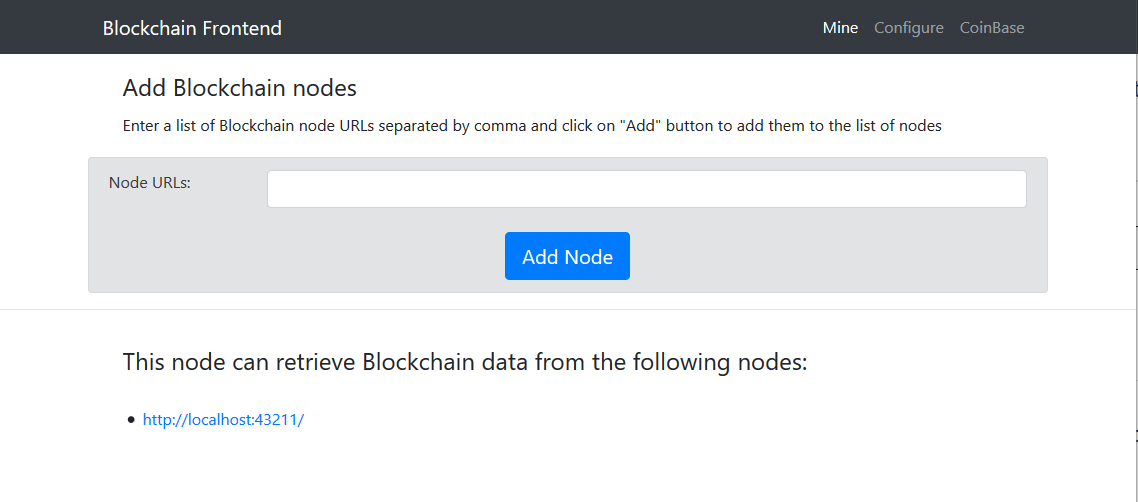 Blockchain Frontend Mine Configure CoinBase
Add Blockchain nodes
Enter a list of Blockchain node URLs separated by comma and click on "Add" button to add them to the list of nodes
Node URLs:
Add Node
This node can retrieve Blockchain data from the following nodes:
• http://localhost:43211/